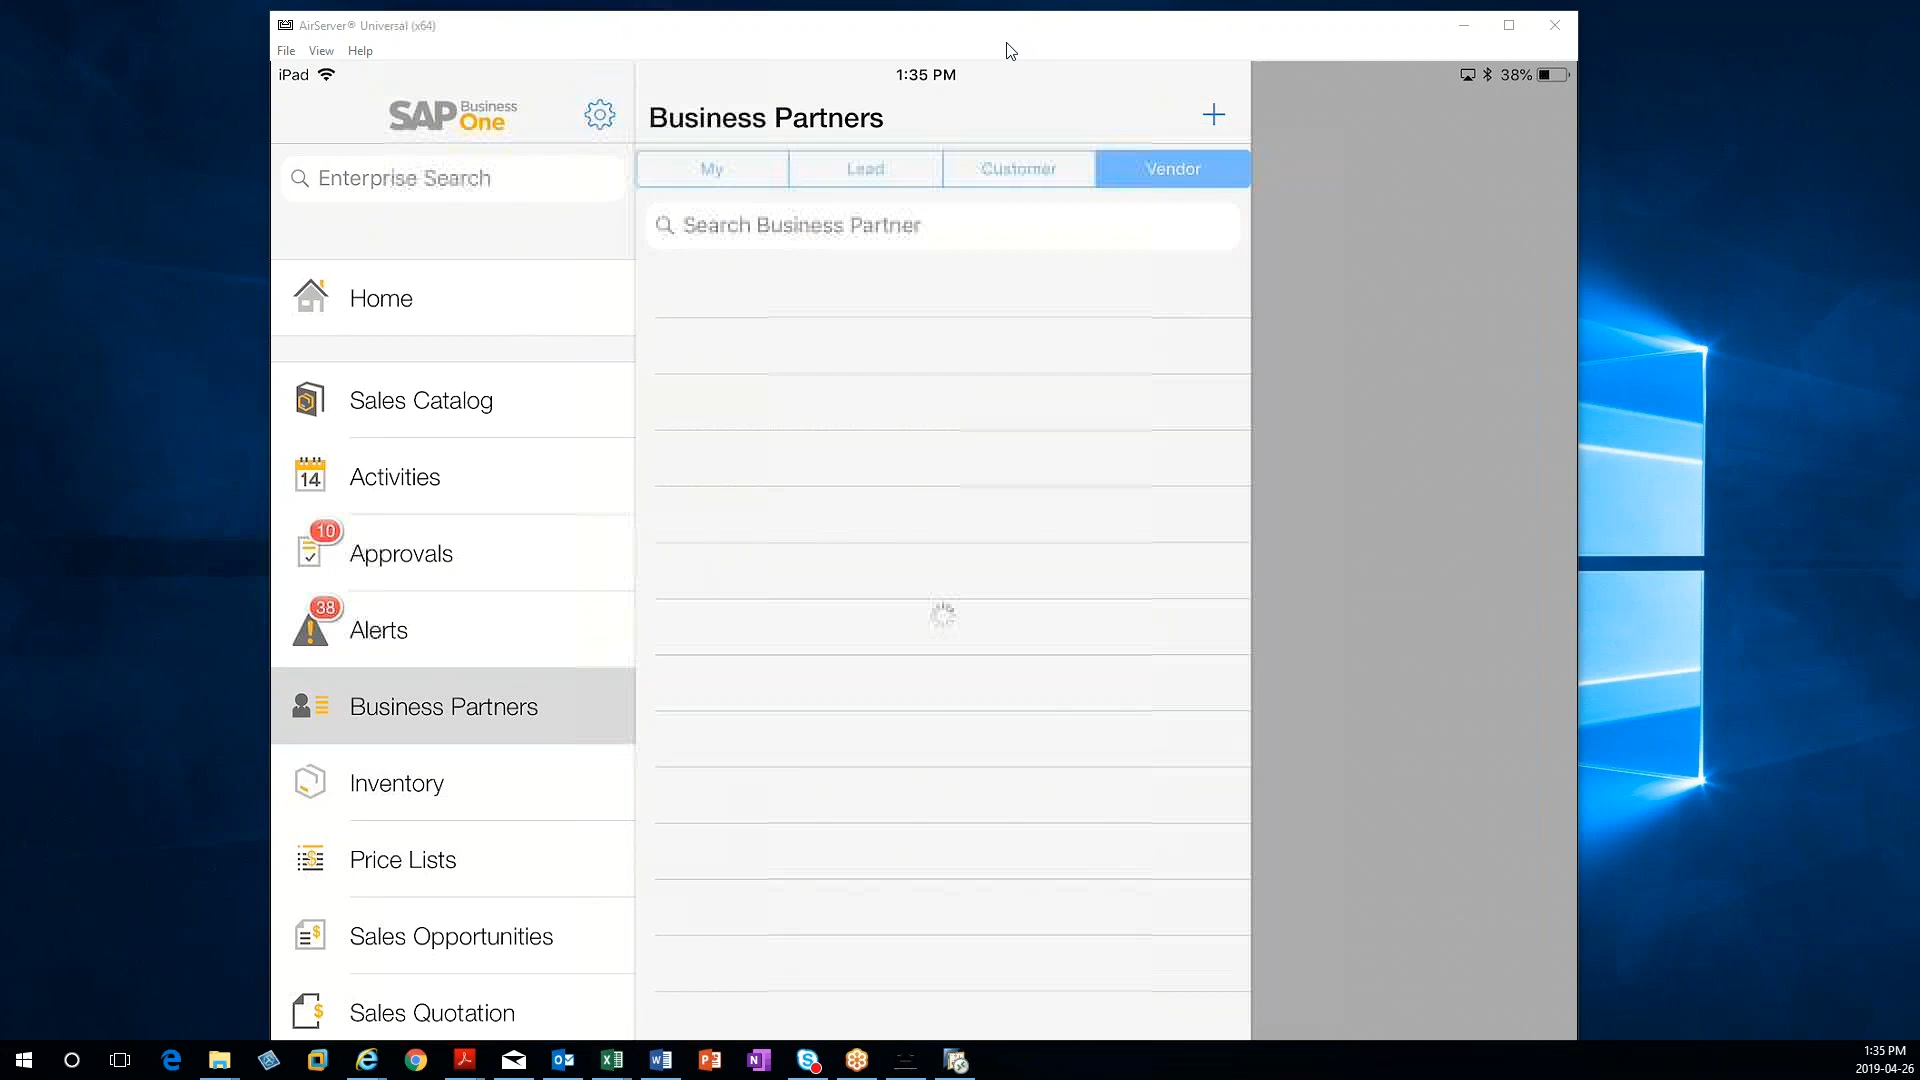 AirServer® Universal (x64)
File View Help
iPad 1:35 PM 38%
SAP Business One
Business Partners
My Lead Customer Vendor
Enterprise Search
Search Business Partner
Home
Sales Catalog
14
Activities
10
Approvals
38
Alerts
Business Partners
Inventory
Price Lists
Sales Opportunities
Sales Quotation
1:35 PM
2019-04-26